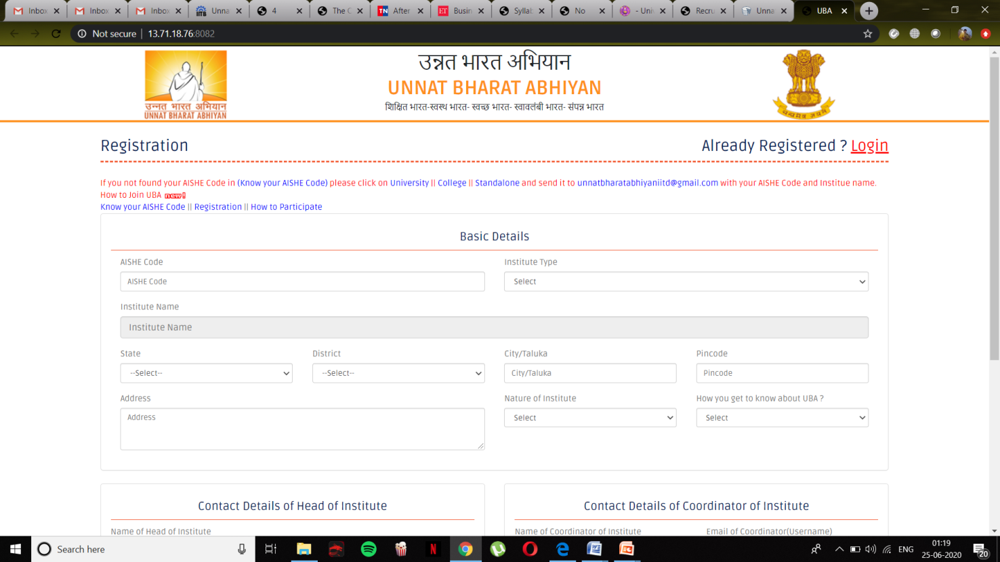 Inbox
Inbox
Inbox
Unna
4
The C
After
Busin
Syllab
No
- Uni
Recru
Unna
UBA
Not secure | 13.71.18.76:8082
उन्नत भारत अभियान
UNNAT BHARAT ABHIYAN
शिक्षित भारत-स्वस्थ भारत- स्वच्छ भारत- स्वावलंबी भारत- संपन्न भारत
उन्नत भारत अभियान
UNNAT BHARAT ABHIYAN
Registration
Already Registered ? Login
If you not found your AISHE Code in (Know your AISHE Code) please click on University || College || Standalone and send it to unnatbharatabhiyaniitd@gmail.com with your AISHE Code and Institue name.
How to Join UBA new!
Know your AISHE Code || Registration || How to Participate
Basic Details
AISHE Code
Institute Type
AISHE Code
Select
Institute Name
Institute Name
State
District
City/Taluka
Pincode
--Select--
--Select--
City/Taluka
Pincode
Address
Nature of Institute
How you get to know about UBA ?
Address
Select
Select
Contact Details of Head of Institute
Contact Details of Coordinator of Institute
Name of Head of Institute
Name of Coordinator of Institute
Email of Coordinator(Username)
Search here
ENG
01:19
25-06-2020
20